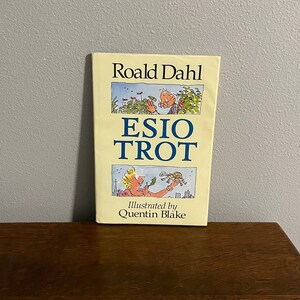 Roald Dahl
ESIO
TROT
Illustrated by
Quentin Blake